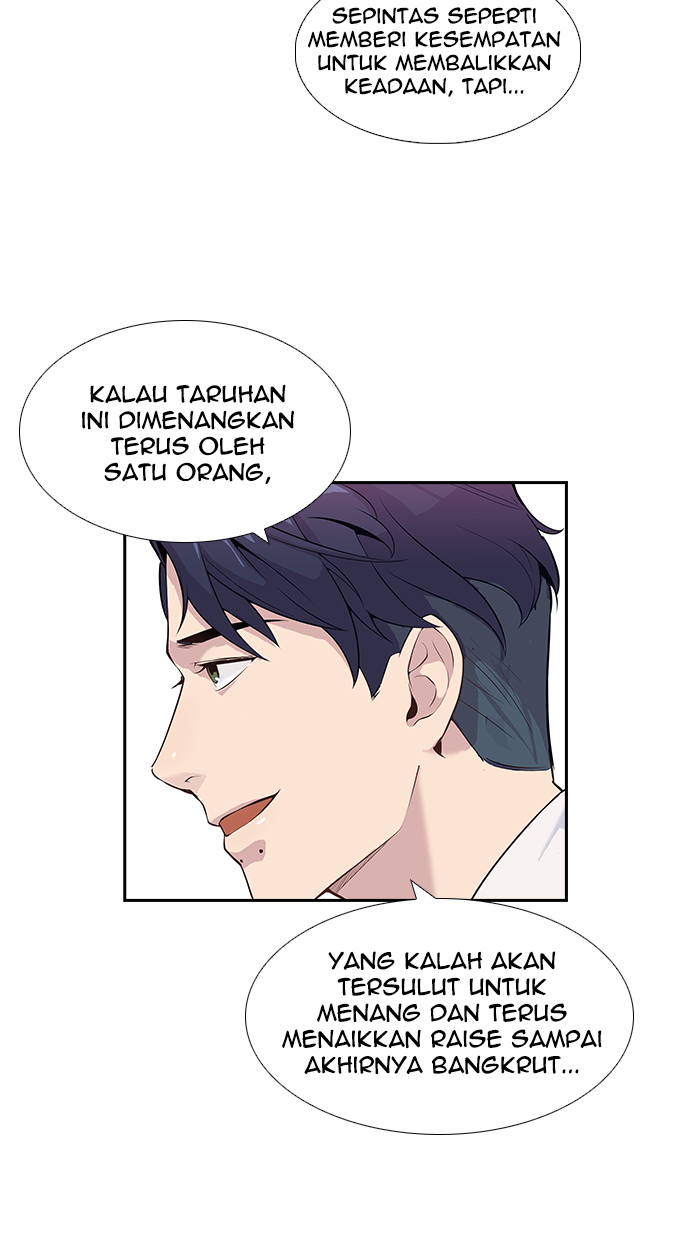 SEPINTAS SEPERTI
MEMBERI KESEMPATAN
UNTUK MEMBALIKKAN
KEADAAN, TAPI...
KALAU TARUHAN
INI DIMENANGKAN
TERUS OLEH
SATU ORANG,
YANG KALAH AKAN
TERSULUT UNTUK
MENANG DAN TERUS
MENAIKKAN RAISE SAMPAI
AKHIRNYA BANGKRUT...